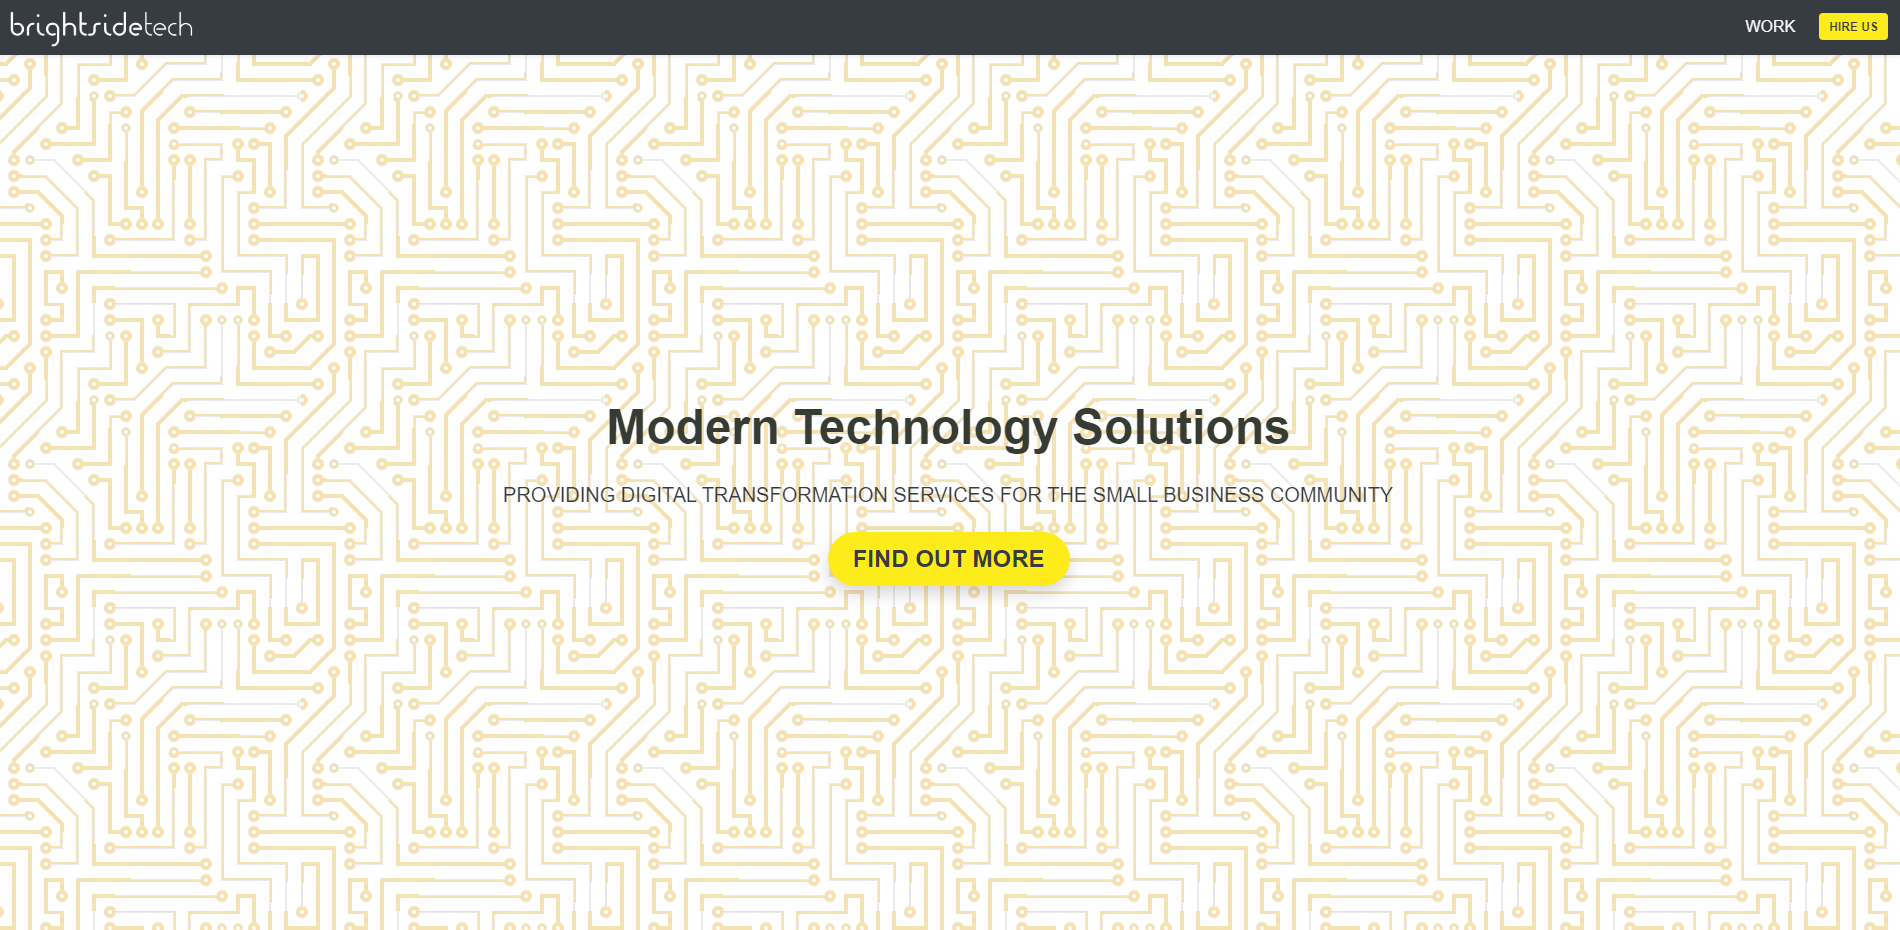 brightsidetech
WORK
HIRE US
Modern Technology Solutions
PROVIDING DIGITAL TRANSFORMATION SERVICES FOR THE SMALL BUSINESS COMMUNITY
FIND OUT MORE